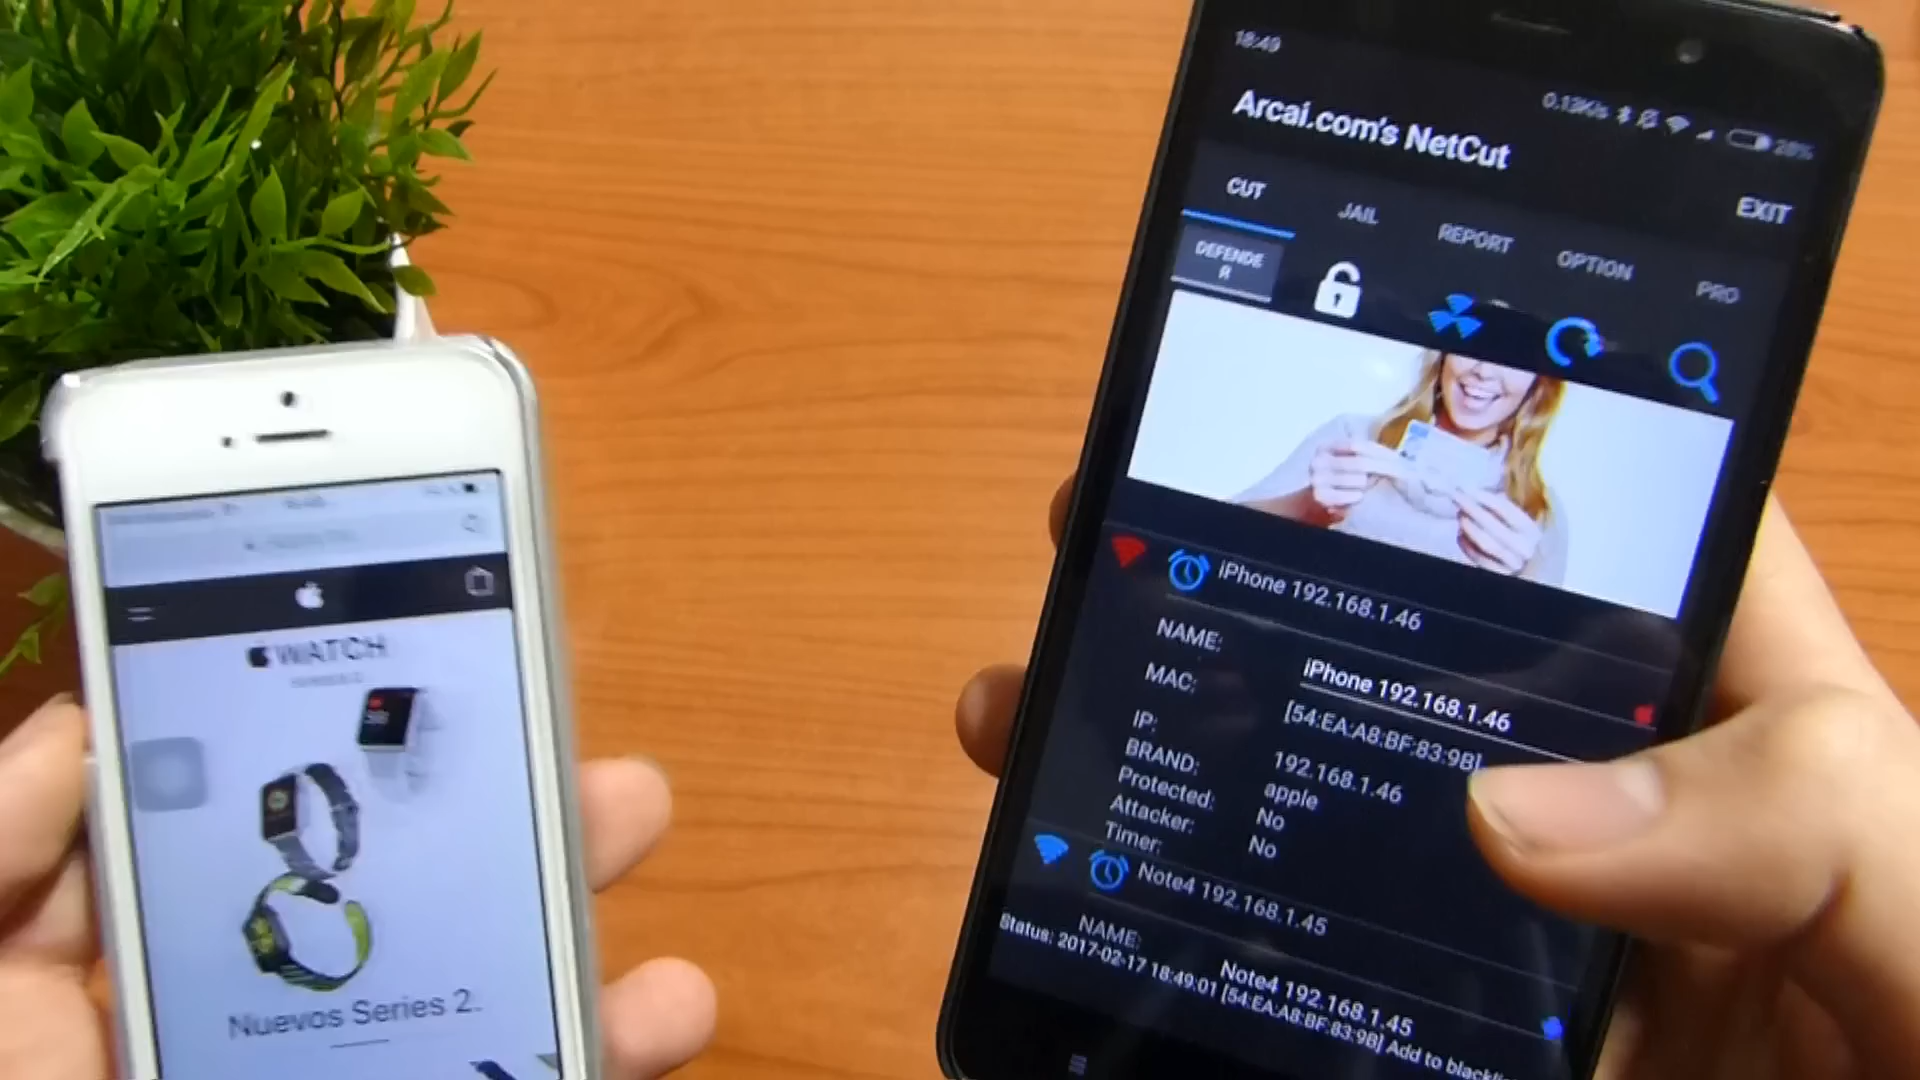 18:49
0.13K/s
28%
Arcai.com's NetCut
EXIT
CUT
JAIL
REPORT
OPTION
PRO
DEFENDE
R
iPhone 192.168.1.46
NAME:
iPhone 192.168.1.46
MAC:
[54:EA:A8:BF:83:9B]
IP:
192.168.1.46
BRAND:
apple
Protected:
No
Attacker:
No
Timer:
Note4 192.168.1.45
NAME:
Note4 192.168.1.45
Status: 2017-02-17 18:49:01 [54:EA:A8:BF:83:9B] Add to blackli
WATCH
Nuevos Series 2.